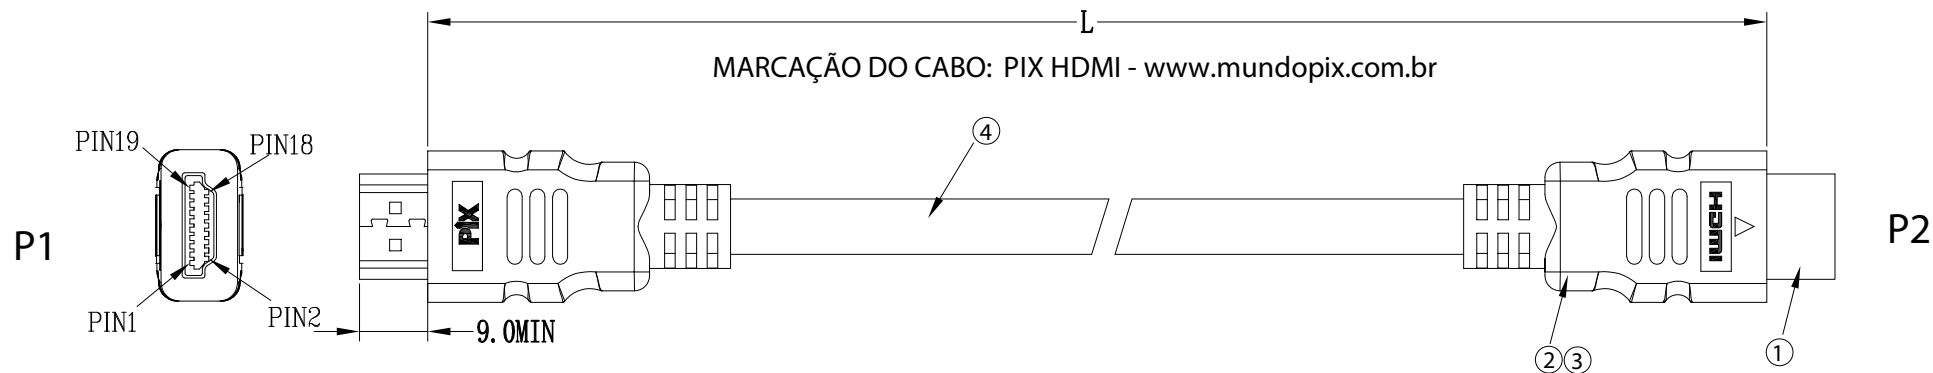 L
MARCAÇÃO DO CABO: PIX HDMI - www.mundopix.com.br
④
PIN19
PIN18
P1
PIX
HDMI
P2
PIN1
PIN2
9.0MIN
②③
①